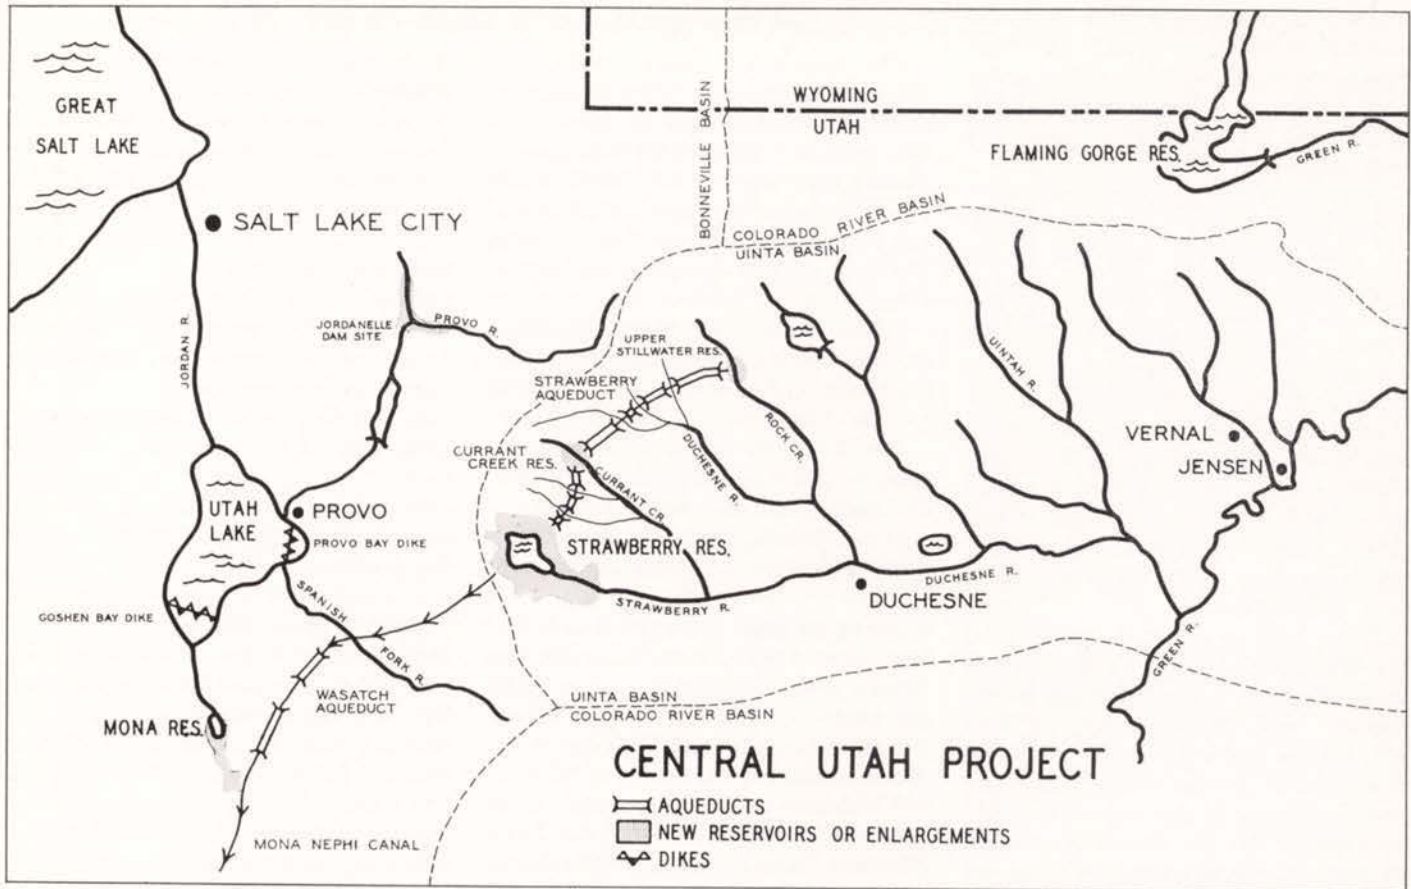 GREAT
SALT LAKE
SALT LAKE CITY
BONNEVILLE BASIN
WYOMING
UTAH
FLAMING GORGE RES.
GREEN R.
COLORADO RIVER BASIN
UINTA BASIN
JORDAN R.
JORDANELLE
DAM SITE
PROVO R.
UPPER
STILLWATER RES.
STRAWBERRY
AQUEDUCT
ROCK CR.
UINTAH R.
VERNAL
JENSEN
CURRANT
CREEK RES.
CURRANT CR.
DUCHESNE R.
UTAH
LAKE
PROVO
PROVO BAY DIKE
STRAWBERRY RES.
STRAWBERRY R.
DUCHESNE R.
DUCHESNE
GOSHEN BAY DIKE
SPANISH FORK R.
WASATCH
AQUEDUCT
GREEN R.
UINTA BASIN
COLORADO RIVER BASIN
MONA RES.
MONA NEPHI CANAL
CENTRAL UTAH PROJECT
AQUEDUCTS
NEW RESERVOIRS OR ENLARGEMENTS
DIKES